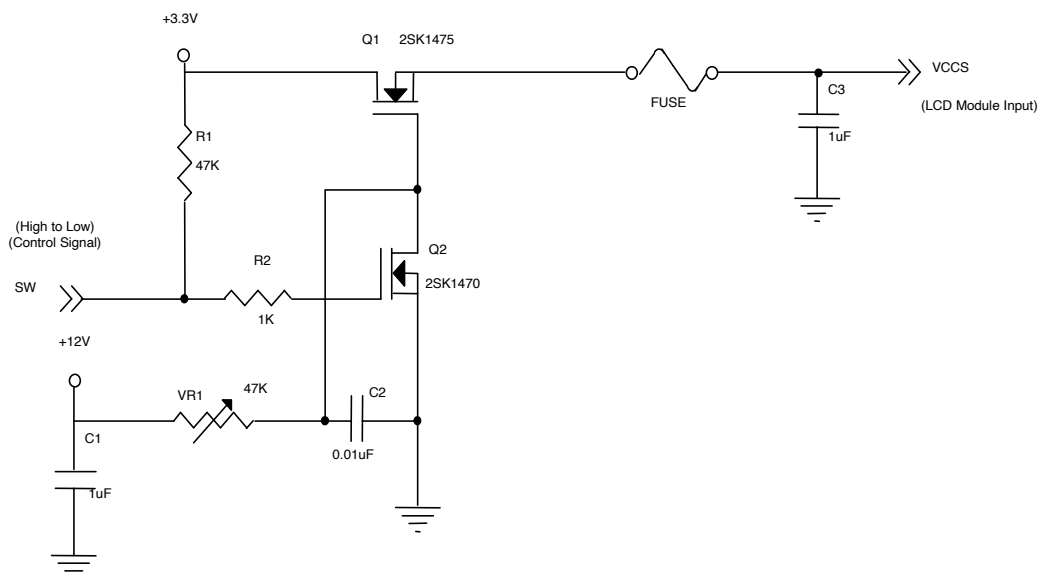 +3.3V
Q1 2SK1475
VCCS
FUSE
C3
(LCD Module Input)
1uF
R1
47K
(High to Low)
(Control Signal)
R2
Q2
SW
2SK1470
1K
+12V
VR1
47K
C2
C1
0.01uF
1uF